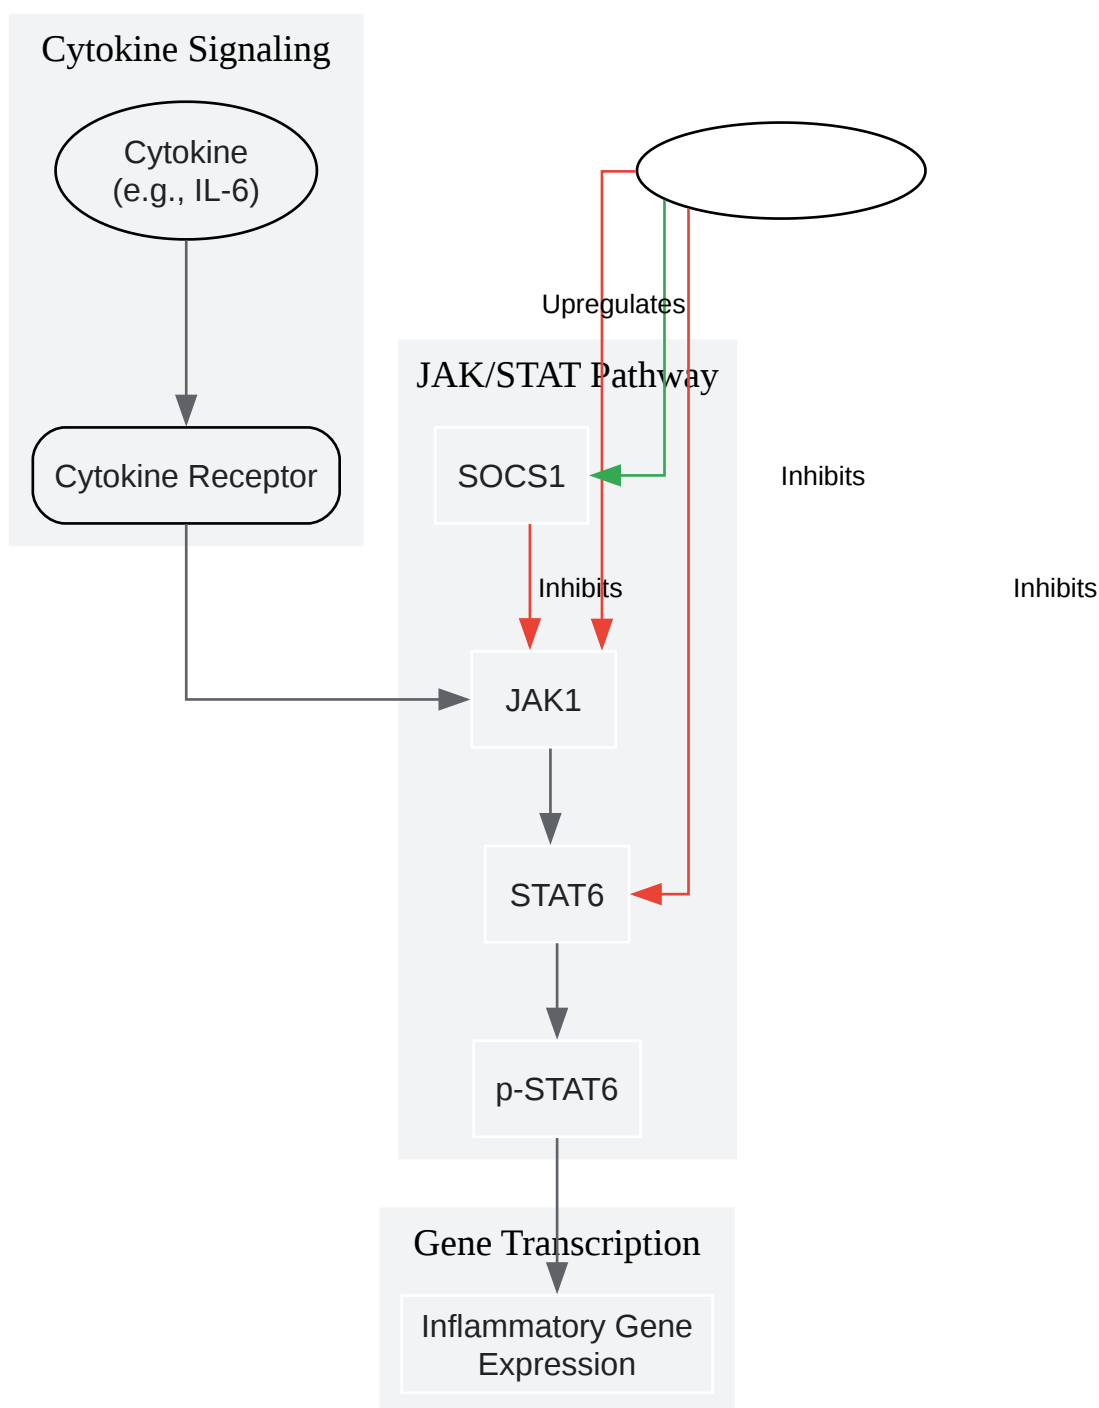 Cytokine Signaling
Cytokine
(e.g., IL-6)
Upregulates
JAK/STAT Pathway
Cytokine Receptor
SOCS1
Inhibits
Inhibits
Inhibits
JAK1
STAT6
p-STAT6
Gene Transcription
Inflammatory Gene
Expression